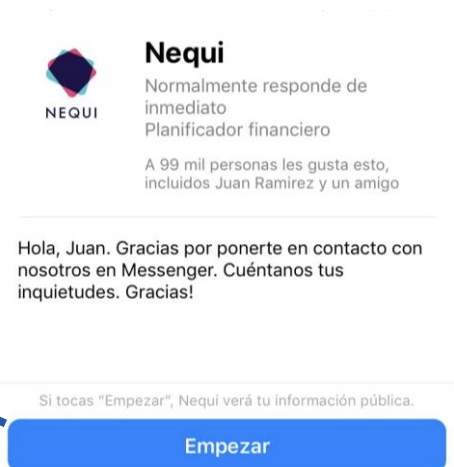 NEQUI
Nequi
Normalmente responde de
inmediato
Planificador financiero
A 99 mil personas les gusta esto,
incluidos Juan Ramirez y un amigo
Hola, Juan. Gracias por ponerte en contacto con
nosotros en Messenger. Cuéntanos tus
inquietudes. Gracias!
Si tocas "Empezar", Nequi verá tu información pública.
Empezar